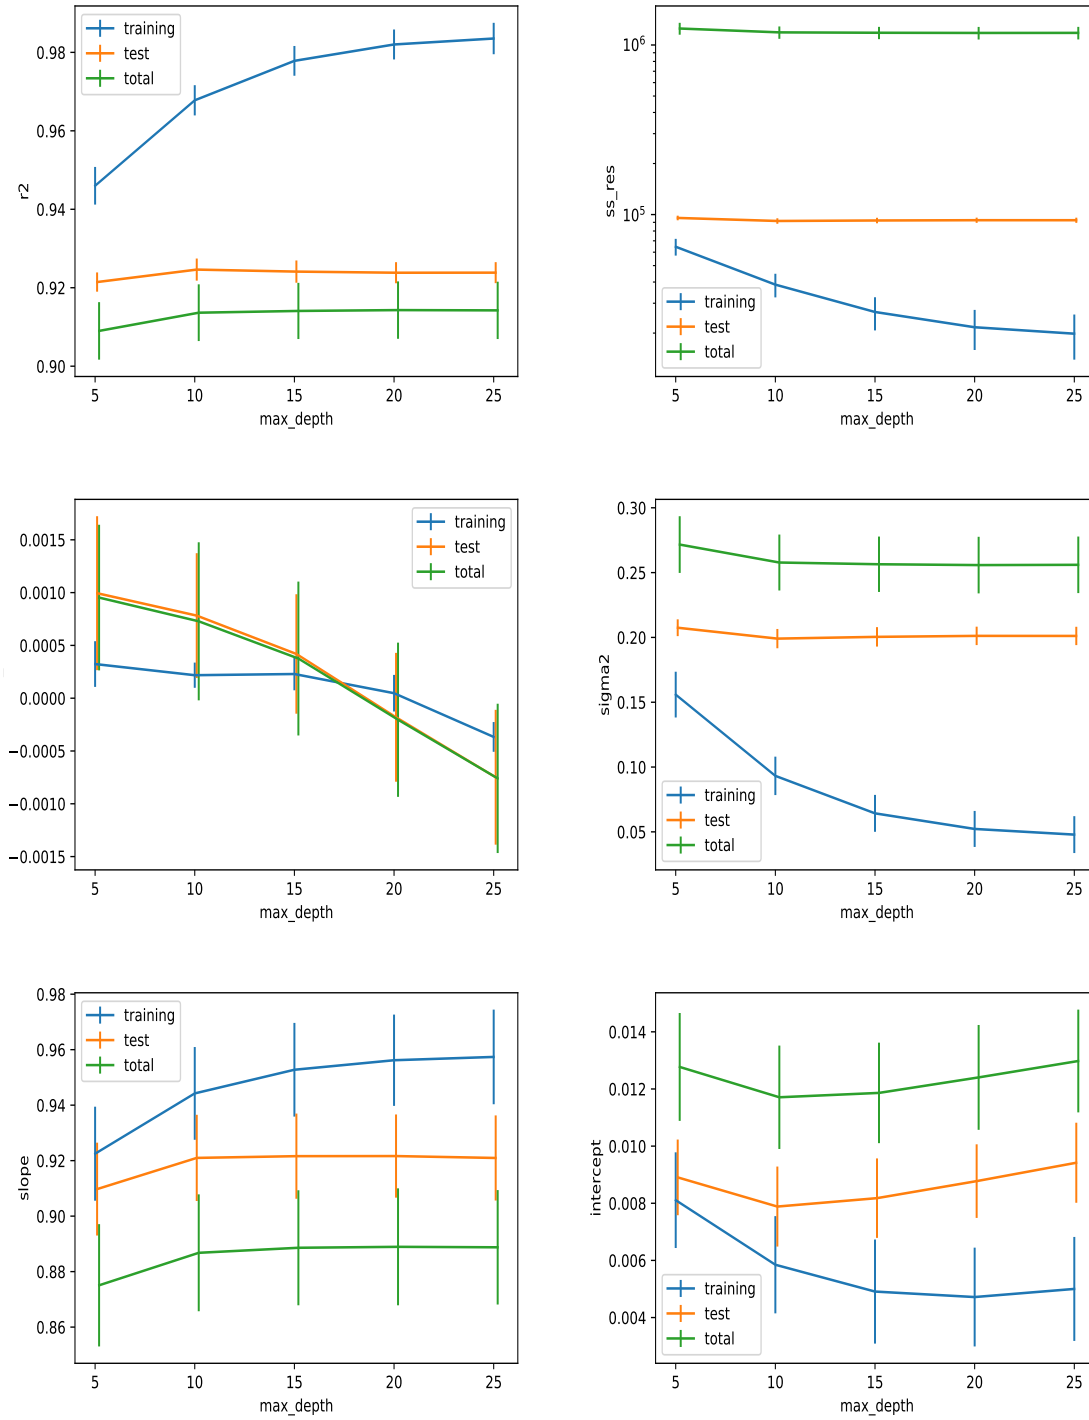 training
test
total
0.98
0.96
0.94
0.92
0.90
r2
5 10 15 20 25
max_depth
10^6
10^5
ss_res
training
test
total
5 10 15 20 25
max_depth
training
test
total
0.0015
0.0010
0.0005
0.0000
−0.0005
−0.0010
−0.0015
5 10 15 20 25
max_depth
0.30
0.25
0.20
0.15
0.10
0.05
sigma2
training
test
total
5 10 15 20 25
max_depth
training
test
total
0.98
0.96
0.94
0.92
0.90
0.88
0.86
slope
5 10 15 20 25
max_depth
0.014
0.012
0.010
0.008
0.006
0.004
intercept
training
test
total
5 10 15 20 25
max_depth